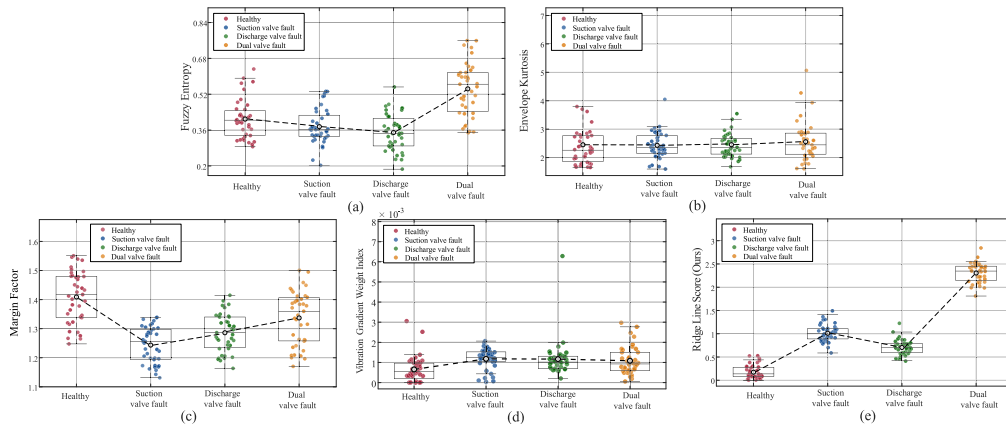 Fuzzy Entropy
0.84
0.68
0.52
0.36
0.2
Healthy
Suction valve fault
Discharge valve fault
Dual valve fault
Healthy
Suction
valve fault
Discharge
valve fault
Dual
valve fault
(a)
Envelope Kurtosis
7
6
5
4
3
2
Healthy
Suction valve fault
Discharge valve fault
Dual valve fault
Healthy
Suction
valve fault
Discharge
valve fault
Dual
valve fault
(b)
Margin Factor
1.6
1.5
1.4
1.3
1.2
1.1
Healthy
Suction valve fault
Discharge valve fault
Dual valve fault
Healthy
Suction
valve fault
Discharge
valve fault
Dual
valve fault
(c)
Vibration Gradient Weight Index
× 10⁻³
8
7
6
5
4
3
2
1
0
Healthy
Suction valve fault
Discharge valve fault
Dual valve fault
Healthy
Suction
valve fault
Discharge
valve fault
Dual
valve fault
(d)
Ridge Line Score (Ours)
3
2.5
2
1.5
1
0.5
0
Healthy
Suction valve fault
Discharge valve fault
Dual valve fault
Healthy
Suction
valve fault
Discharge
valve fault
Dual
valve fault
(e)